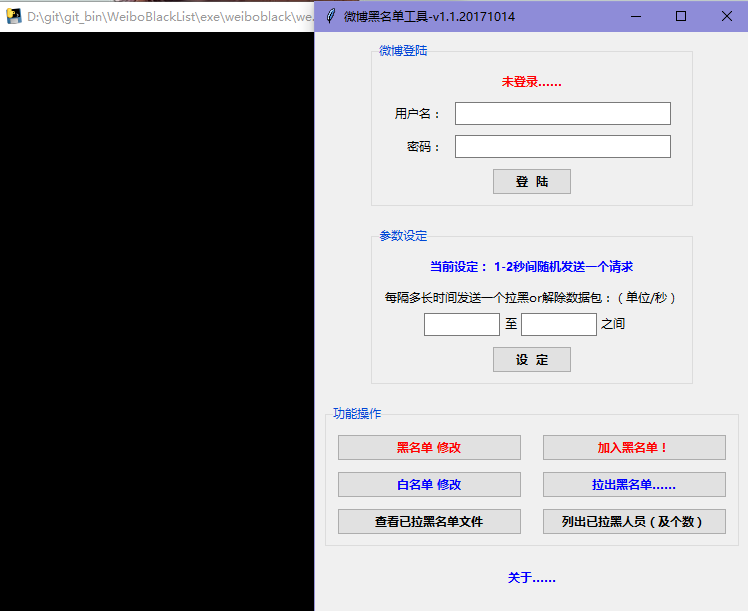 D:\git\git_bin\WeiboBlackList\exe\weiboblack\we.
微博黑名单工具-v1.1.20171014
微博登陆
未登录......
用户名：
密码：
登 陆
参数设定
当前设定： 1-2秒间随机发送一个请求
每隔多长时间发送一个拉黑or解除数据包：（单位/秒）
至 之间
设 定
功能操作
黑名单 修改 加入黑名单！
白名单 修改 拉出黑名单......
查看已拉黑名单文件 列出已拉黑人员（及个数）
关于......